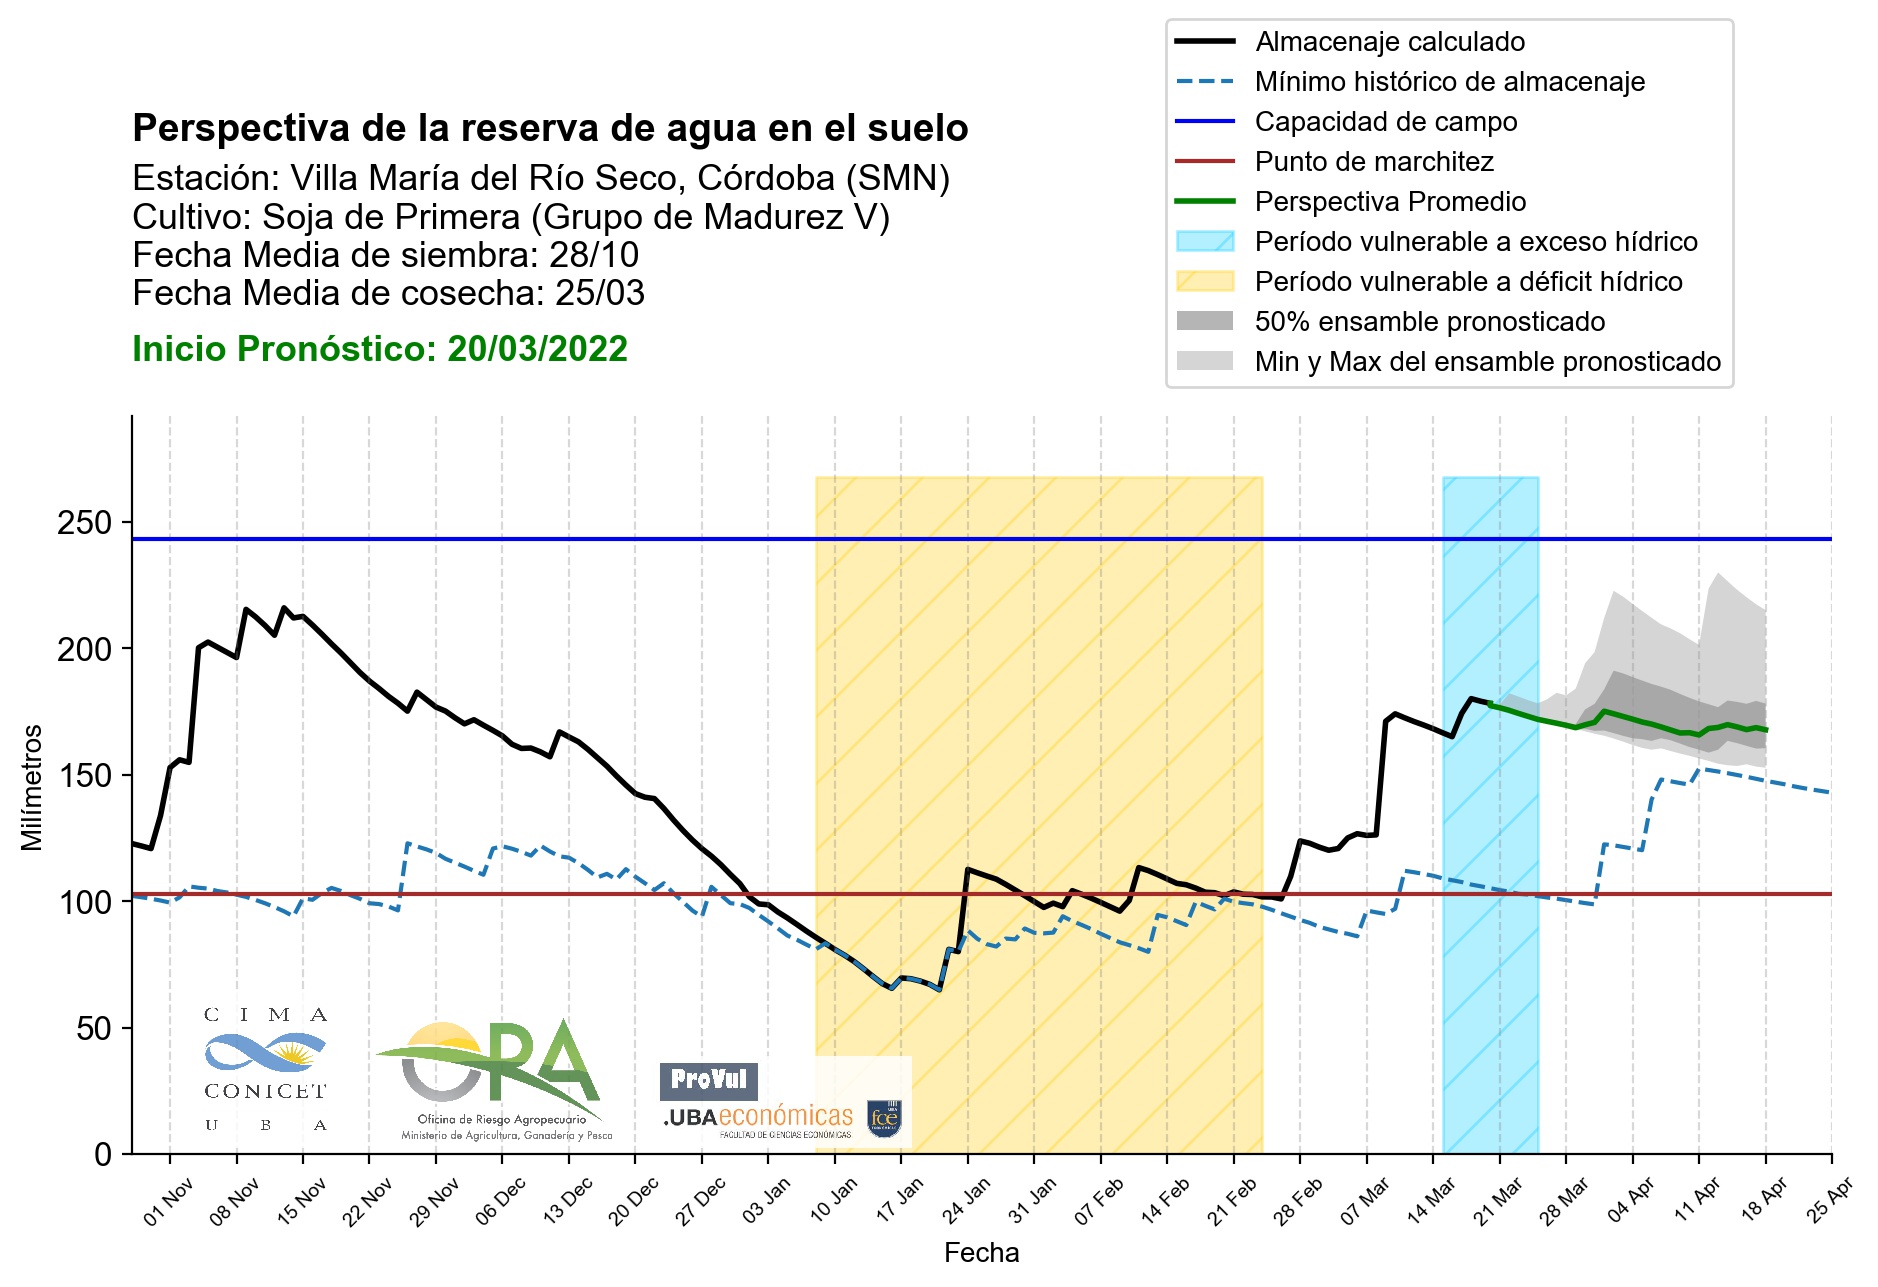 Almacenaje calculado
Mínimo histórico de almacenaje
Capacidad de campo
Punto de marchitez
Perspectiva Promedio
Período vulnerable a exceso hídrico
Período vulnerable a déficit hídrico
50% ensamble pronosticado
Min y Max del ensamble pronosticado
Perspectiva de la reserva de agua en el suelo
Estación: Villa María del Río Seco, Córdoba (SMN)
Cultivo: Soja de Primera (Grupo de Madurez V)
Fecha Media de siembra: 28/10
Fecha Media de cosecha: 25/03
Inicio Pronóstico: 20/03/2022
Milímetros
250
200
150
100
50
0
CIMA
CONICET
UBA
ORA
Oficina de Riesgo Agropecuario
Ministerio de Agricultura, Ganadería y Pesca
ProVul
.UBAeconómicas
FACULTAD DE CIENCIAS ECONÓMICAS
UBA
fce
ECONÓMICAS
01 Nov 08 Nov 15 Nov 22 Nov 29 Nov 06 Dec 13 Dec 20 Dec 27 Dec 03 Jan 10 Jan 17 Jan 24 Jan 31 Jan 07 Feb 14 Feb 21 Feb 28 Feb 07 Mar 14 Mar 21 Mar 28 Mar 04 Apr 11 Apr 18 Apr 25 Apr
Fecha